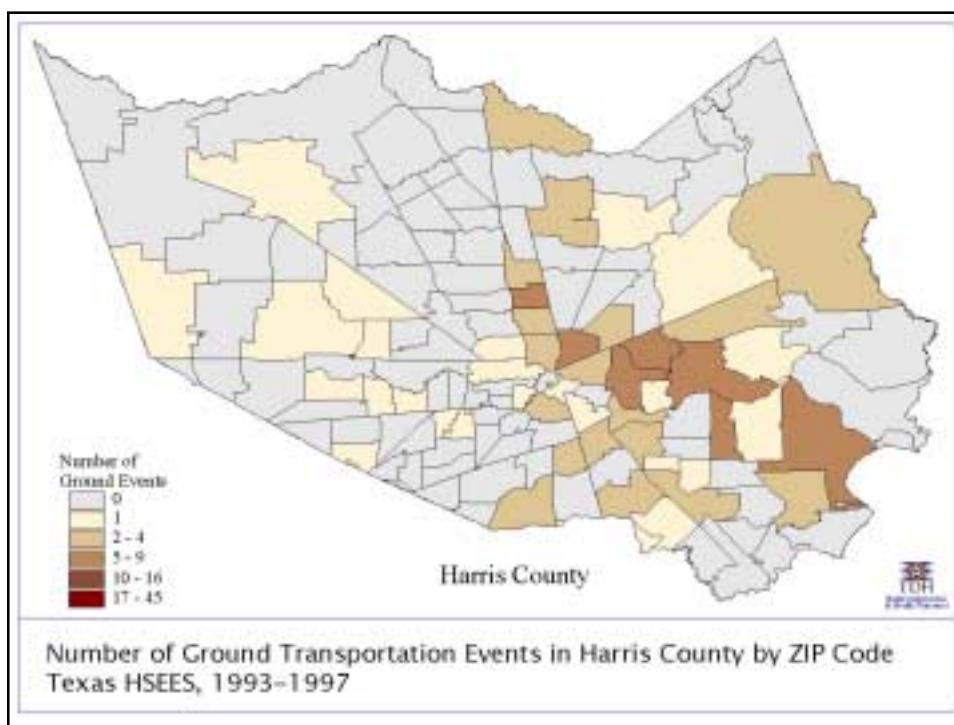 Number of
Ground Events
0
1
2 - 4
5 - 9
10 - 16
17 - 45
Harris County
TDH
Number of Ground Transportation Events in Harris County by ZIP Code
Texas HSEES, 1993-1997